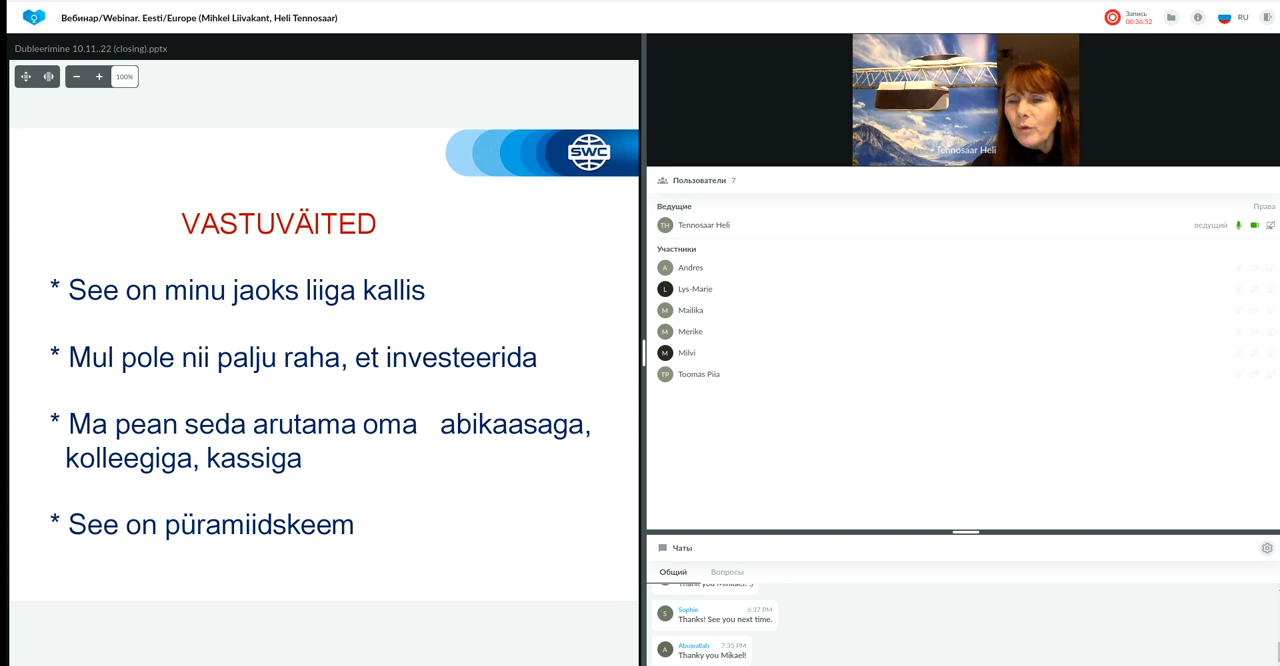 Вебинар/Webinar. Eesti/Europe (Mihkel Liivakant, Heli Tennosaar)
Запись
00:36:52
RU
Dubleerimine 10.11..22 (closing).pptx
100%
SWC
VASTUVÄITED
* See on minu jaoks liiga kallis
* Mul pole nii palju raha, et investeerida
* Ma pean seda arutama oma abikaasaga,
kolleegiga, kassiga
* See on püramiidskeem
Tennosaar Heli
Пользователи 7
Ведущие Права
TH Tennosaar Heli ведущий
Участники
A Andres
L Lys-Marie
M Mailika
M Merike
M Milvi
TP Toomas Piia
Чаты
Общий Вопросы
Thank you Mihkael! :)
S Sophie 6:37 PM
Thanks! See you next time.
A Abuwallah 7:35 PM
Thanky you Mikael!